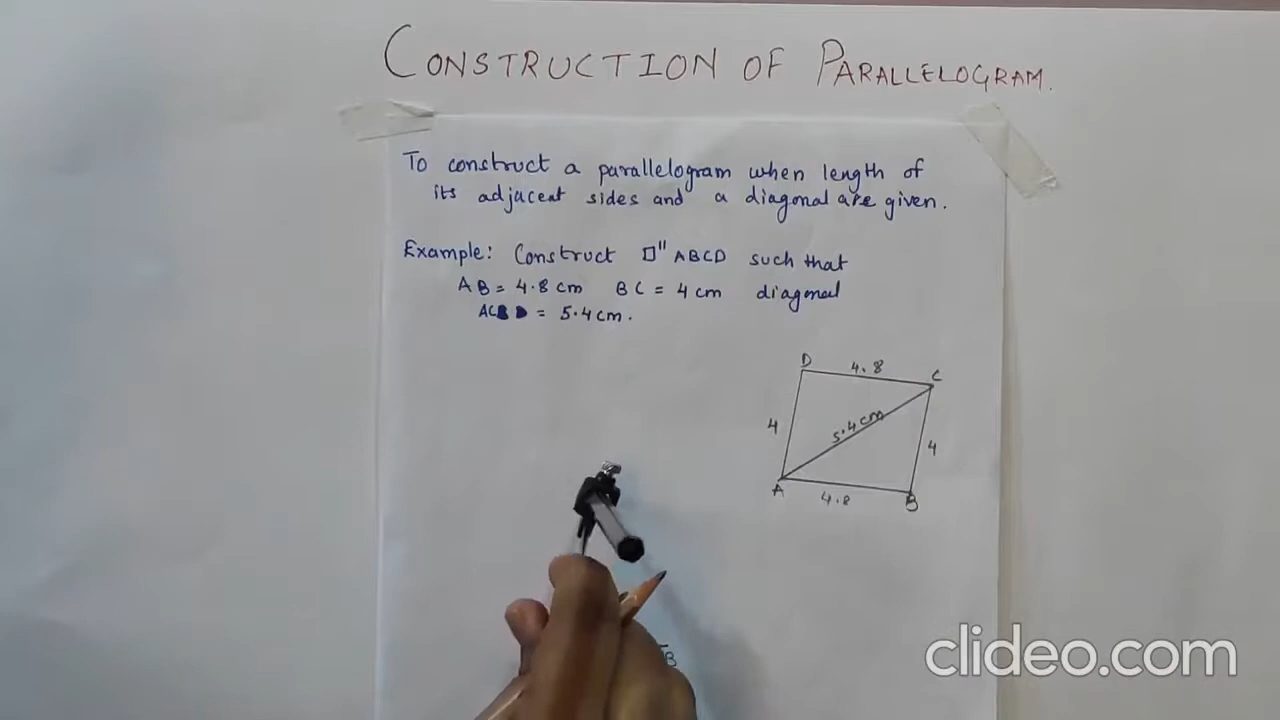 CONSTRUCTION OF PARALLELOGRAM.
To construct a parallelogram when length of
its adjacent sides and a diagonal are given.
Example: Construct □" ABCD such that
AB = 4.8 cm BC = 4 cm diagonal
AC = 5.4 cm.
D 4.8 C
4 5.4 cm 4
A 4.8 B
B
clideo.com